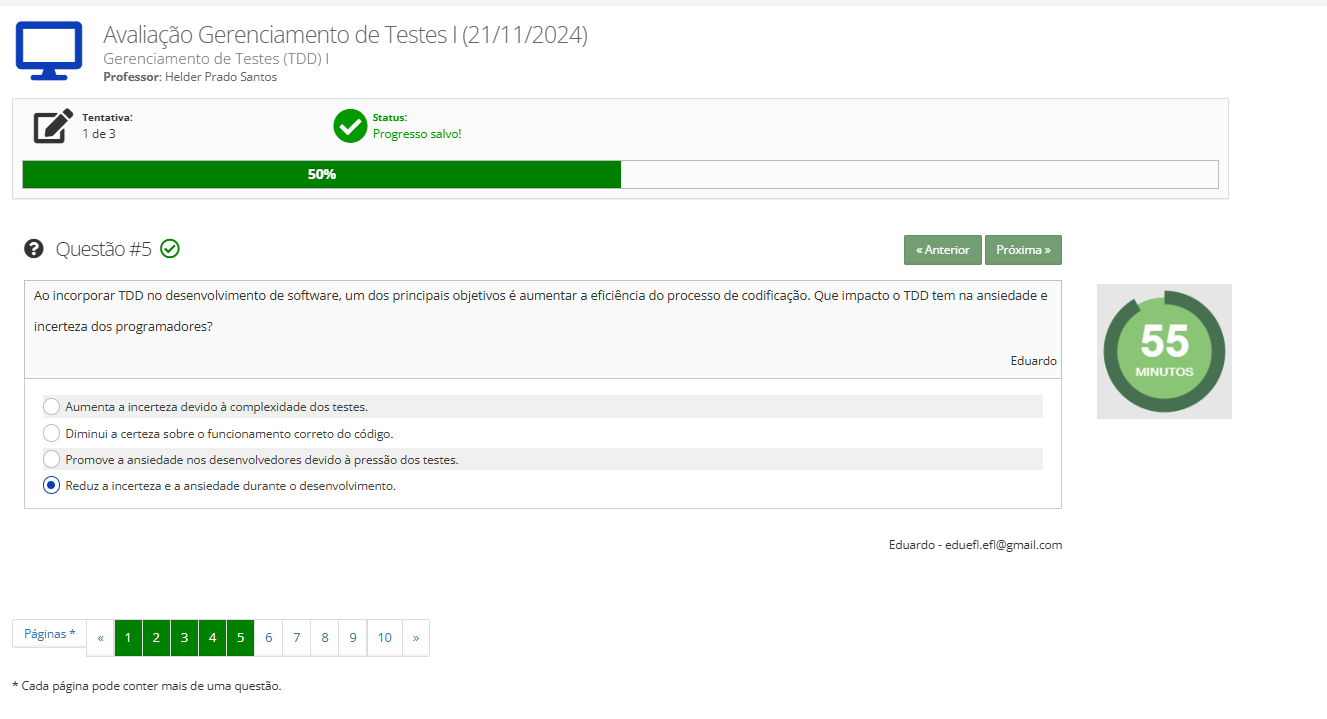 Avaliação Gerenciamento de Testes I (21/11/2024)
Gerenciamento de Testes (TDD) I
Professor: Helder Prado Santos
Tentativa:
1 de 3
Status:
Progresso salvo!
50%
Questão #5
« Anterior
Próxima »
Ao incorporar TDD no desenvolvimento de software, um dos principais objetivos é aumentar a eficiência do processo de codificação. Que impacto o TDD tem na ansiedade e
incerteza dos programadores?
Eduardo
55
MINUTOS
Aumenta a incerteza devido à complexidade dos testes.
Diminui a certeza sobre o funcionamento correto do código.
Promove a ansiedade nos desenvolvedores devido à pressão dos testes.
Reduz a incerteza e a ansiedade durante o desenvolvimento.
Eduardo - eduefl.efl@gmail.com
Páginas * « 1 2 3 4 5 6 7 8 9 10 »
* Cada página pode conter mais de uma questão.